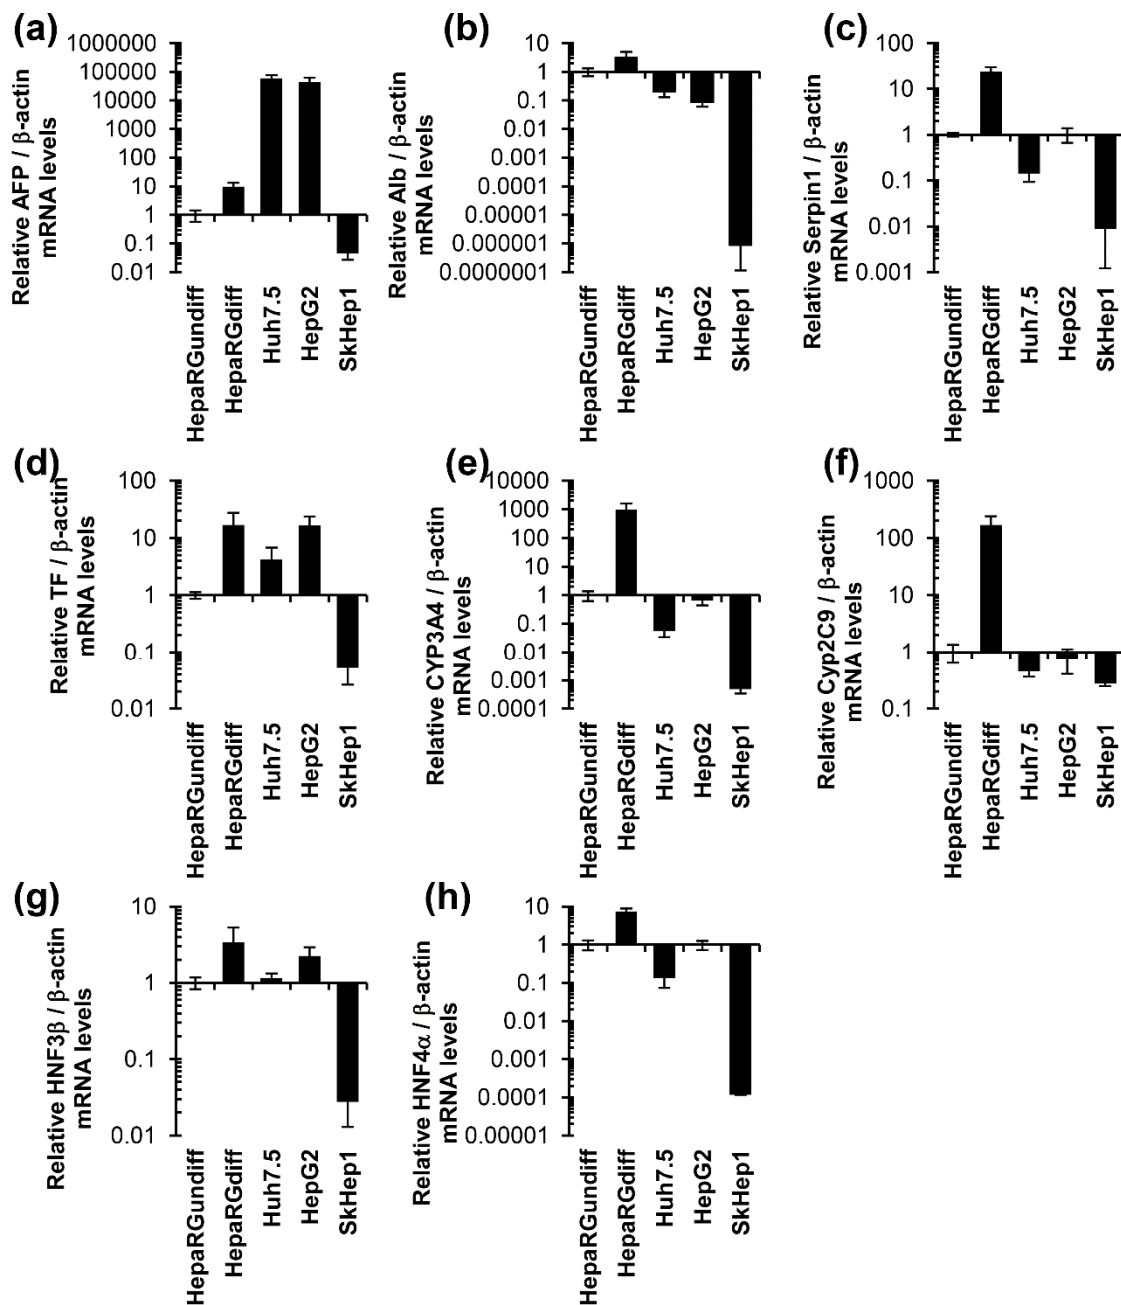 (a)
Relative AFP / β-actin
mRNA levels
1000000
100000
10000
1000
100
10
1
0.1
0.01
HepaRGundiff
HepaRGdiff
Huh7.5
HepG2
SkHep1
(b)
Relative Alb / β-actin
mRNA levels
10
1
0.1
0.01
0.001
0.0001
0.00001
0.000001
0.0000001
HepaRGundiff
HepaRGdiff
Huh7.5
HepG2
SkHep1
(c)
Relative Serpin1 / β-actin
mRNA levels
100
10
1
0.1
0.01
0.001
HepaRGundiff
HepaRGdiff
Huh7.5
HepG2
SkHep1
(d)
Relative TF / β-actin
mRNA levels
100
10
1
0.1
0.01
HepaRGundiff
HepaRGdiff
Huh7.5
HepG2
SkHep1
(e)
Relative CYP3A4 / β-actin
mRNA levels
10000
1000
100
10
1
0.1
0.01
0.001
0.0001
HepaRGundiff
HepaRGdiff
Huh7.5
HepG2
SkHep1
(f)
Relative Cyp2C9 / β-actin
mRNA levels
1000
100
10
1
0.1
HepaRGundiff
HepaRGdiff
Huh7.5
HepG2
SkHep1
(g)
Relative HNF3β / β-actin
mRNA levels
10
1
0.1
0.01
HepaRGundiff
HepaRGdiff
Huh7.5
HepG2
SkHep1
(h)
Relative HNF4α / β-actin
mRNA levels
10
1
0.1
0.01
0.001
0.0001
0.00001
HepaRGundiff
HepaRGdiff
Huh7.5
HepG2
SkHep1